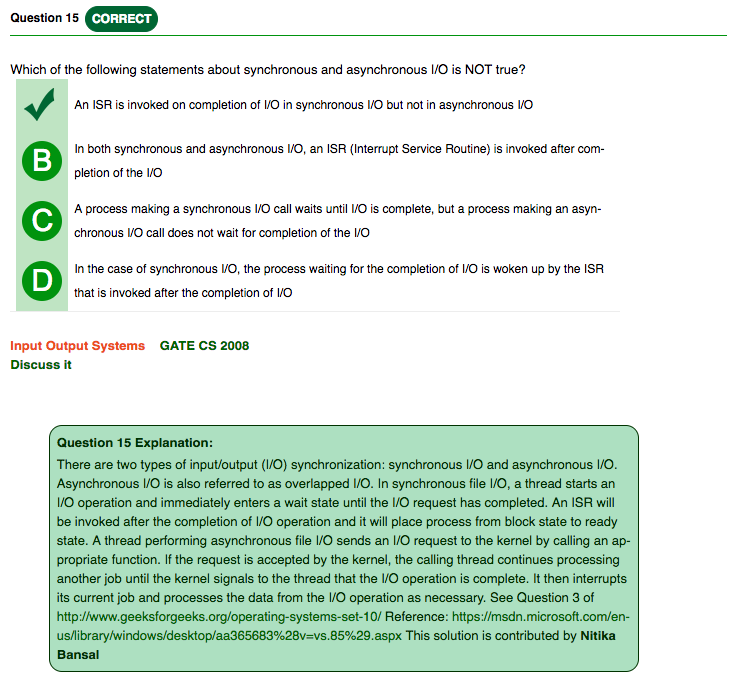 Question 15 CORRECT
Which of the following statements about synchronous and asynchronous I/O is NOT true?
An ISR is invoked on completion of I/O in synchronous I/O but not in asynchronous I/O
B
In both synchronous and asynchronous I/O, an ISR (Interrupt Service Routine) is invoked after com-
pletion of the I/O
C
A process making a synchronous I/O call waits until I/O is complete, but a process making an asyn-
chronous I/O call does not wait for completion of the I/O
D
In the case of synchronous I/O, the process waiting for the completion of I/O is woken up by the ISR
that is invoked after the completion of I/O
Input Output Systems GATE CS 2008
Discuss it
Question 15 Explanation:
There are two types of input/output (I/O) synchronization: synchronous I/O and asynchronous I/O.
Asynchronous I/O is also referred to as overlapped I/O. In synchronous file I/O, a thread starts an
I/O operation and immediately enters a wait state until the I/O request has completed. An ISR will
be invoked after the completion of I/O operation and it will place process from block state to ready
state. A thread performing asynchronous file I/O sends an I/O request to the kernel by calling an ap-
propriate function. If the request is accepted by the kernel, the calling thread continues processing
another job until the kernel signals to the thread that the I/O operation is complete. It then interrupts
its current job and processes the data from the I/O operation as necessary. See Question 3 of
http://www.geeksforgeeks.org/operating-systems-set-10/ Reference: https://msdn.microsoft.com/en-
us/library/windows/desktop/aa365683%28v=vs.85%29.aspx This solution is contributed by Nitika
Bansal